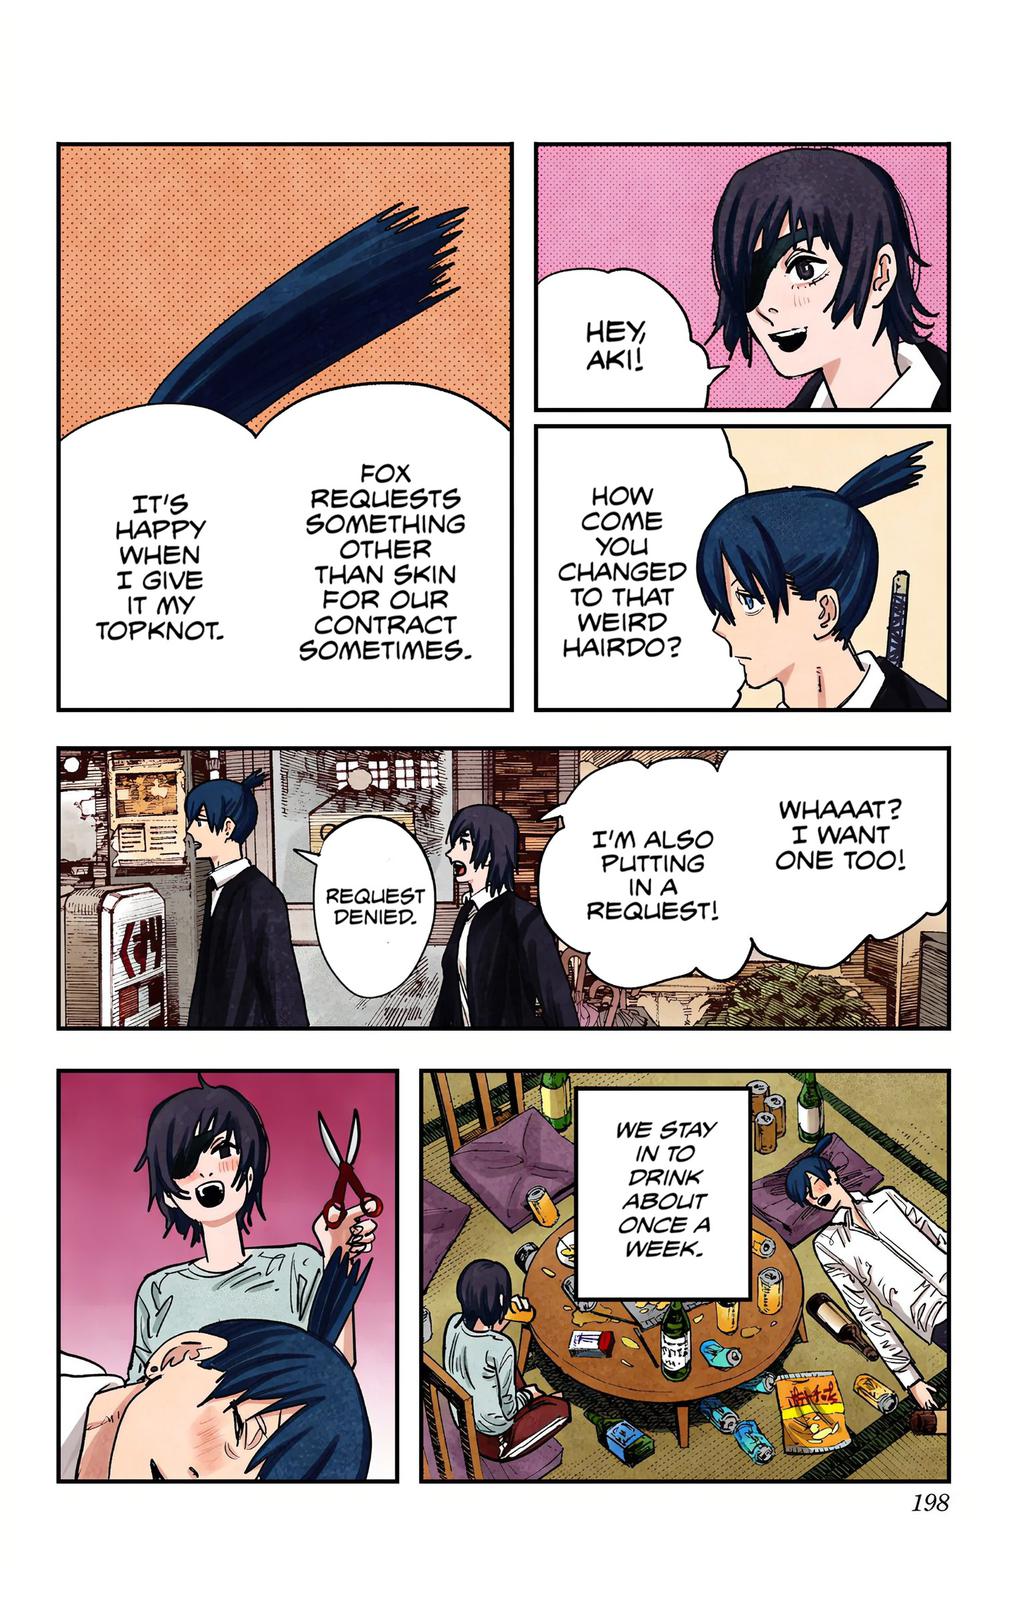 HEY,
AKI!
HOW
COME
YOU
CHANGED
TO THAT
WEIRD
HAIRDO?
FOX
REQUESTS
SOMETHING
OTHER
THAN SKIN
FOR OUR
CONTRACT
SOMETIMES.
IT'S
HAPPY
WHEN
I GIVE
IT MY
TOPKNOT.
WHAAAT?
I WANT
ONE TOO!
I'M ALSO
PUTTING
IN A
REQUEST!
REQUEST
DENIED.
WE STAY
IN TO
DRINK
ABOUT
ONCE A
WEEK.
198